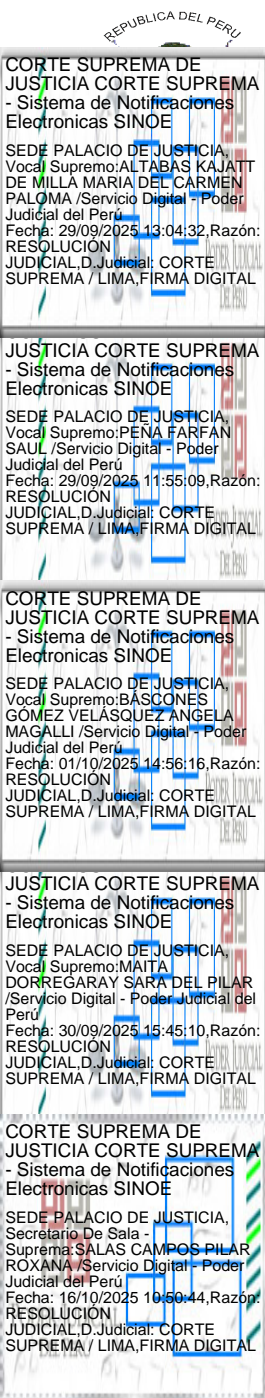 REPUBLICA DEL PERU
CORTE SUPREMA DE
JUSTICIA CORTE SUPREMA
- Sistema de Notificaciones
Electronicas SINOE
SEDE PALACIO DE JUSTICIA,
Vocal Supremo:ALTABAS KAJATT
DE MILLA MARIA DEL CARMEN
PALOMA /Servicio Digital - Poder
Judicial del Perú
Fecha: 29/09/2025 13:04:32,Razón:
RESOLUCIÓN
JUDICIAL,D.Judicial: CORTE
SUPREMA / LIMA,FIRMA DIGITAL
JUSTICIA CORTE SUPREMA
- Sistema de Notificaciones
Electronicas SINOE
SEDE PALACIO DE JUSTICIA,
Vocal Supremo:PEÑA FARFAN
SAUL /Servicio Digital - Poder
Judicial del Perú
Fecha: 29/09/2025 11:55:09,Razón:
RESOLUCIÓN
JUDICIAL,D.Judicial: CORTE
SUPREMA / LIMA,FIRMA DIGITAL
CORTE SUPREMA DE
JUSTICIA CORTE SUPREMA
- Sistema de Notificaciones
Electronicas SINOE
SEDE PALACIO DE JUSTICIA,
Vocal Supremo:BÁSCONES
GÓMEZ VELÁSQUEZ ANGELA
MAGALLI /Servicio Digital - Poder
Judicial del Perú
Fecha: 01/10/2025 14:56:16,Razón:
RESOLUCIÓN
JUDICIAL,D.Judicial: CORTE
SUPREMA / LIMA,FIRMA DIGITAL
JUSTICIA CORTE SUPREMA
- Sistema de Notificaciones
Electronicas SINOE
SEDE PALACIO DE JUSTICIA,
Vocal Supremo:MAITA
DORREGARAY SARA DEL PILAR
/Servicio Digital - Poder Judicial del
Perú
Fecha: 30/09/2025 15:45:10,Razón:
RESOLUCIÓN
JUDICIAL,D.Judicial: CORTE
SUPREMA / LIMA,FIRMA DIGITAL
CORTE SUPREMA DE
JUSTICIA CORTE SUPREMA
- Sistema de Notificaciones
Electronicas SINOE
SEDE PALACIO DE JUSTICIA,
Secretario De Sala -
Suprema:SALAS CAMPOS PILAR
ROXANA /Servicio Digital - Poder
Judicial del Perú
Fecha: 16/10/2025 10:50:44,Razón:
RESOLUCIÓN
JUDICIAL,D.Judicial: CORTE
SUPREMA / LIMA,FIRMA DIGITAL